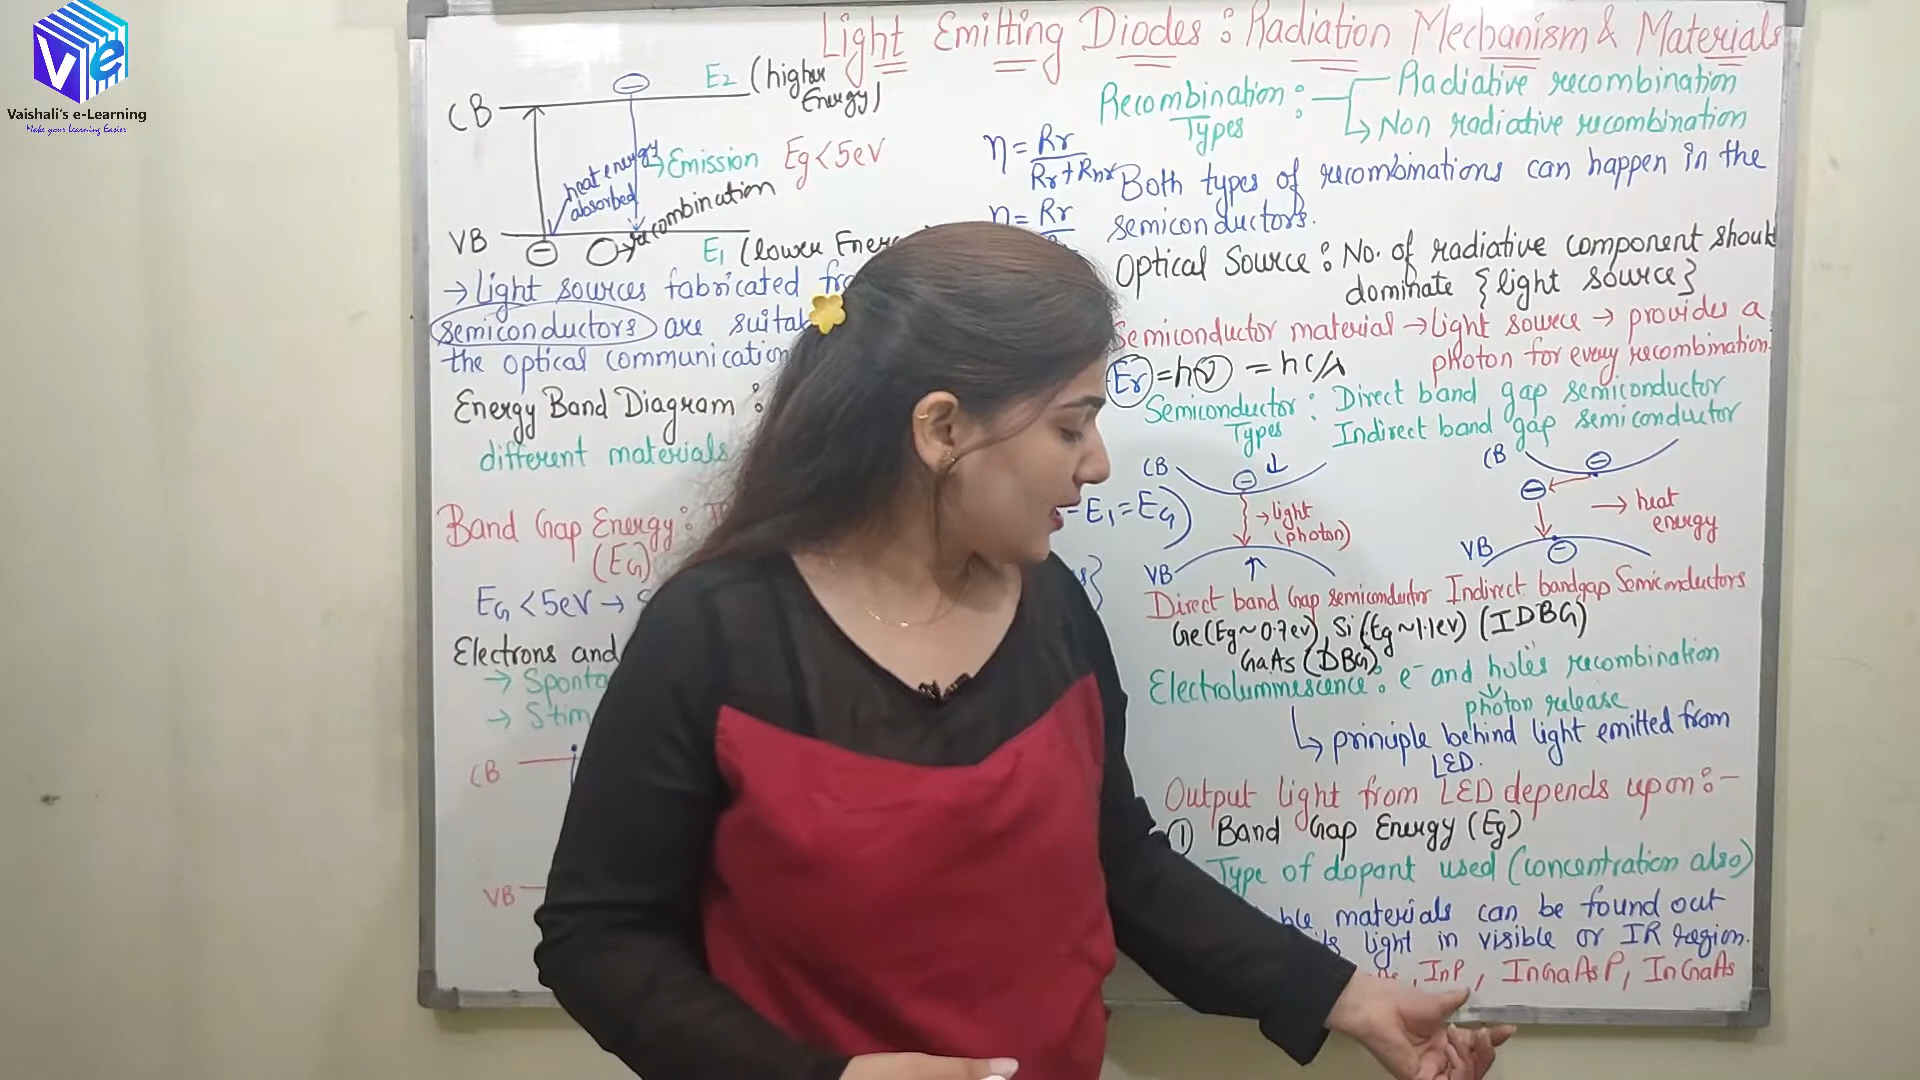 Ve
Vaishali's e-Learning
Make your Learning Easier
Light Emitting Diodes : Radiation Mechanism & Materials
CB
E2 (higher
Energy)
heat energy
absorbed
→ Emission Eg < 5eV
recombination
VB
E1 (lower
→ Light sources fabricated
semiconductors are
the optical communication
Energy Band Diagram :
different materials
Band Gap Energy :
(EG)
EG < 5eV →
Electrons and
→
→
CB
VB
η = Rr
Rr + Rnr
η = Rr
- E1 = EG)
Recombination : Radiative recombination
Types Non radiative recombination
Both types of recombinations can happen in the
semiconductors.
Optical Source : No. of radiative component should
dominate {light source}
Semiconductor material → light source → provides a
photon for every recombination.
Er = hν = hc/λ
Semiconductor : Direct band gap semiconductor
Types Indirect band gap semiconductor
CB
→ light
(photon)
VB
CB
→ heat
energy
VB
Direct band Gap semiconductor Indirect bandgap Semiconductors
Ge (Eg ~ 0.7ev), Si (Eg ~ 1.1ev) (IDBG)
GaAs (DBG)
Electroluminescence : e- and holes recombination
photon release
↳ principle behind light emitted from
LED.
Output light from LED depends upon :-
① Band Gap Energy (Eg)
Type of dopant used (concentration also)
materials can be found out
light in visible or IR region.
, InP, InGaAsP, InGaAs